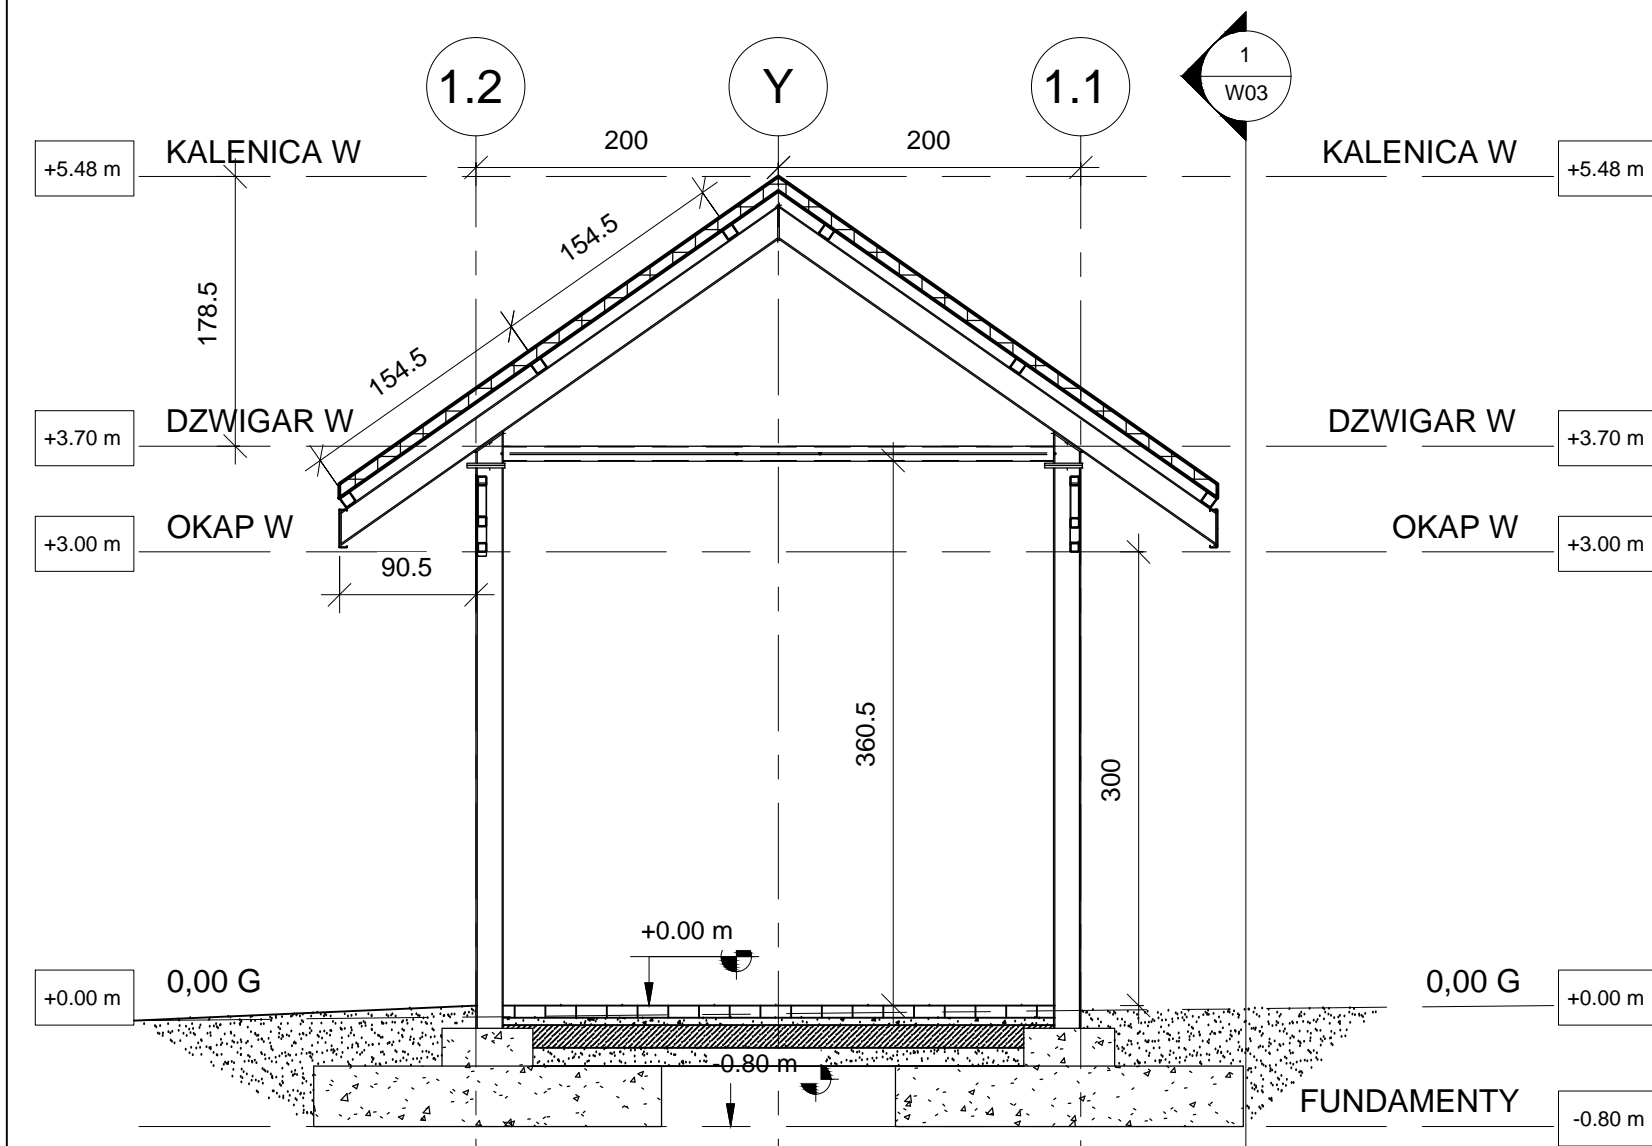 1.2
Y
1.1
1
W03
200
200
KALENICA W
KALENICA W
+5.48 m
+5.48 m
154.5
178.5
154.5
DZWIGAR W
DZWIGAR W
+3.70 m
+3.70 m
OKAP W
OKAP W
+3.00 m
+3.00 m
90.5
360.5
300
+0.00 m
0,00 G
0,00 G
+0.00 m
+0.00 m
-0.80 m
FUNDAMENTY
-0.80 m